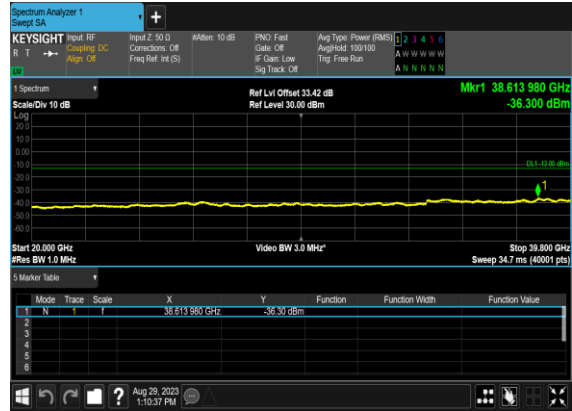 Spectrum Analyzer 1
Swept SA
+
KEYSIGHT
R T
Input: RF
Coupling: DC
Align: Off
Input Z: 50 Ω
Corrections: Off
Freq Ref: Int (S)
#Atten: 10 dB
PNO: Fast
Gate: Off
IF Gain: Low
Sig Track: Off
Avg Type: Power (RMS)
Avg|Hold: 100/100
Trig: Free Run
1 2 3 4 5 6
A W W W W W
A N N N N N
1 Spectrum
Scale/Div 10 dB
Ref Lvl Offset 33.42 dB
Ref Level 30.00 dBm
Mkr1 38.613 980 GHz
-36.300 dBm
Log
20.0
10.0
0.00
-10.0
-20.0
-30.0
-40.0
-50.0
-60.0
DL1 -13.00 dBm
1
Start 20.000 GHz
#Res BW 1.0 MHz
Video BW 3.0 MHz*
Stop 39.800 GHz
Sweep 34.7 ms (40001 pts)
5 Marker Table
Mode Trace Scale X Y Function Function Width Function Value
1 N 1 f 38.613 980 GHz -36.30 dBm
2
3
4
5
6
?
Aug 29, 2023
1:10:37 PM